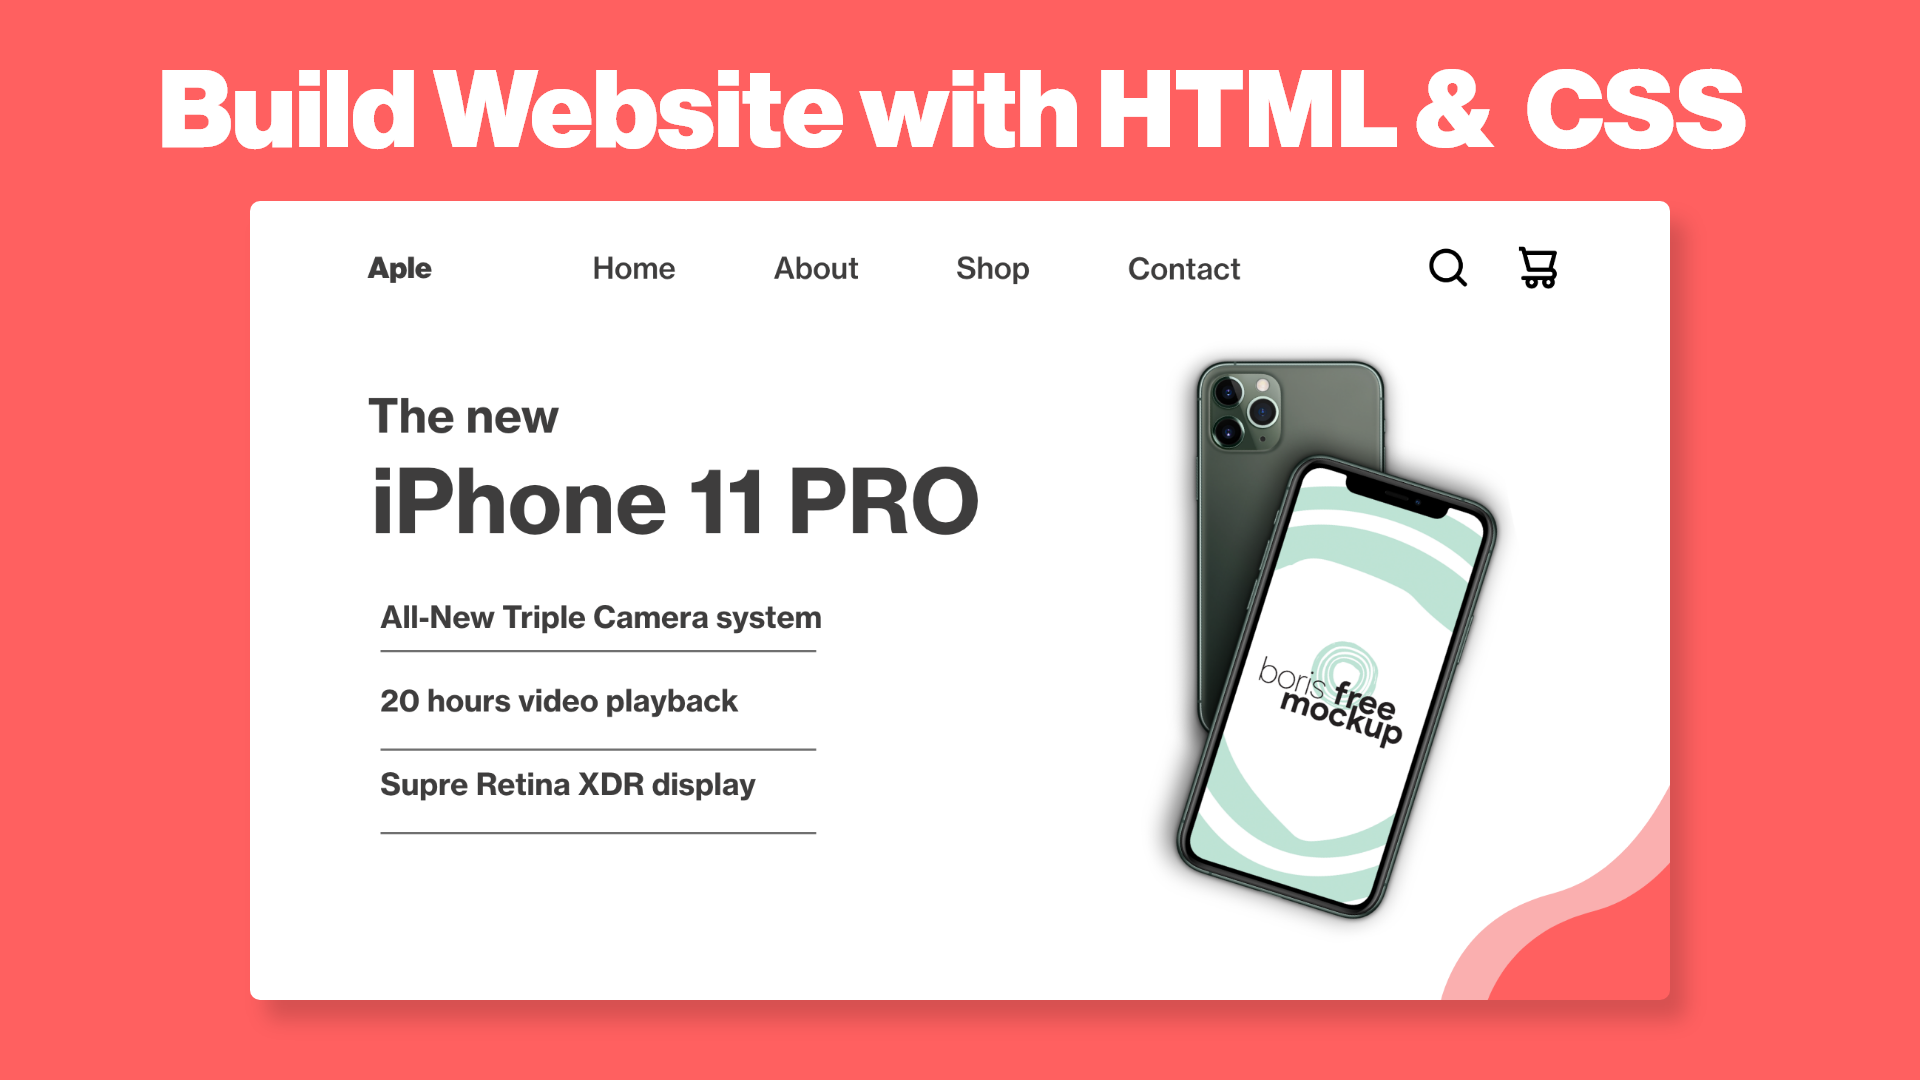 Build Website with HTML & CSS
Aple Home About Shop Contact
The new
iPhone 11 PRO
All-New Triple Camera system
20 hours video playback
Supre Retina XDR display
boris free
mockup